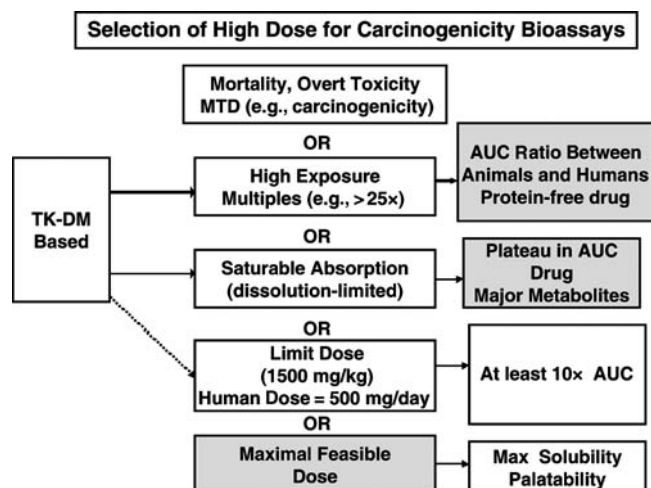 Selection of High Dose for Carcinogenicity Bioassays
Mortality, Overt Toxicity
MTD (e.g., carcinogenicity)
OR
TK-DM
Based
High Exposure
Multiples (e.g., >25×)
AUC Ratio Between
Animals and Humans
Protein-free drug
OR
Saturable Absorption
(dissolution-limited)
Plateau in AUC
Drug
Major Metabolites
OR
Limit Dose
(1500 mg/kg)
Human Dose = 500 mg/day
At least 10× AUC
OR
Maximal Feasible
Dose
Max Solubility
Palatability